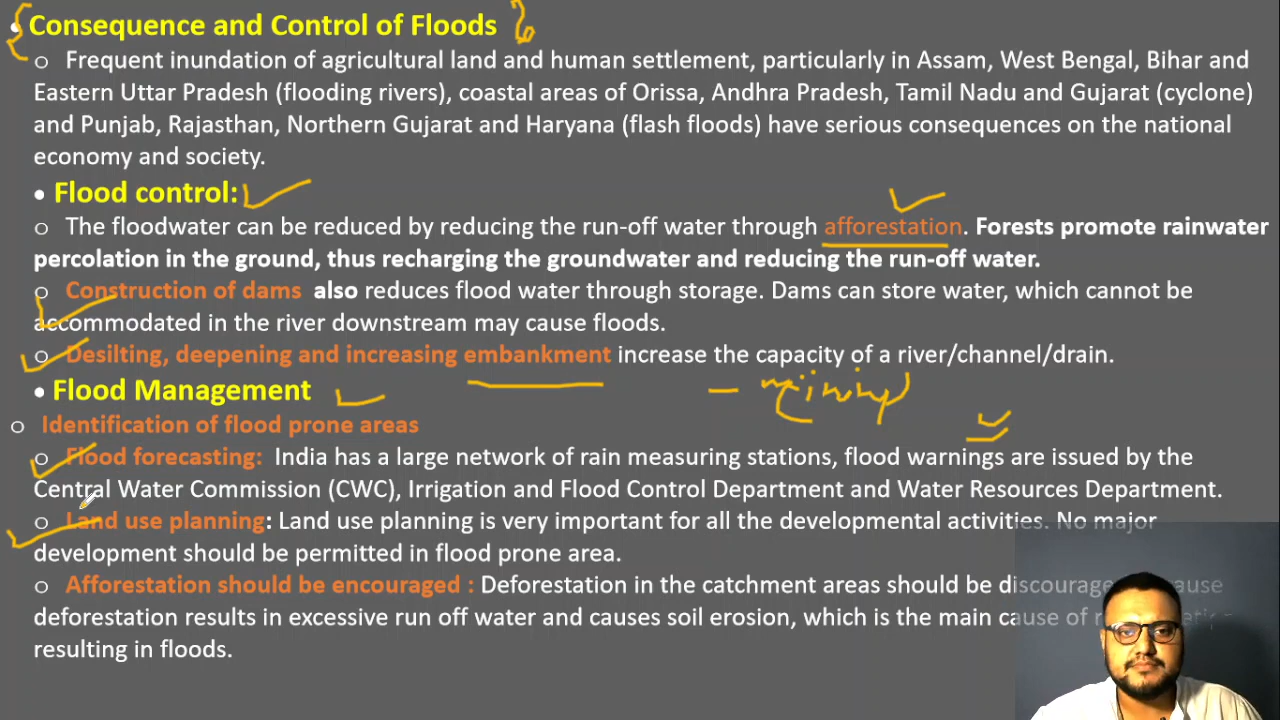 • Consequence and Control of Floods
o Frequent inundation of agricultural land and human settlement, particularly in Assam, West Bengal, Bihar and
Eastern Uttar Pradesh (flooding rivers), coastal areas of Orissa, Andhra Pradesh, Tamil Nadu and Gujarat (cyclone)
and Punjab, Rajasthan, Northern Gujarat and Haryana (flash floods) have serious consequences on the national
economy and society.
• Flood control:
o The floodwater can be reduced by reducing the run-off water through afforestation. Forests promote rainwater
percolation in the ground, thus recharging the groundwater and reducing the run-off water.
o Construction of dams also reduces flood water through storage. Dams can store water, which cannot be
accommodated in the river downstream may cause floods.
o Desilting, deepening and increasing embankment increase the capacity of a river/channel/drain.
• Flood Management
o Identification of flood prone areas
o Flood forecasting: India has a large network of rain measuring stations, flood warnings are issued by the
Central Water Commission (CWC), Irrigation and Flood Control Department and Water Resources Department.
o Land use planning: Land use planning is very important for all the developmental activities. No major
development should be permitted in flood prone area.
o Afforestation should be encouraged : Deforestation in the catchment areas should be
deforestation results in excessive run off water and causes soil erosion, which is the main cause of
resulting in floods.